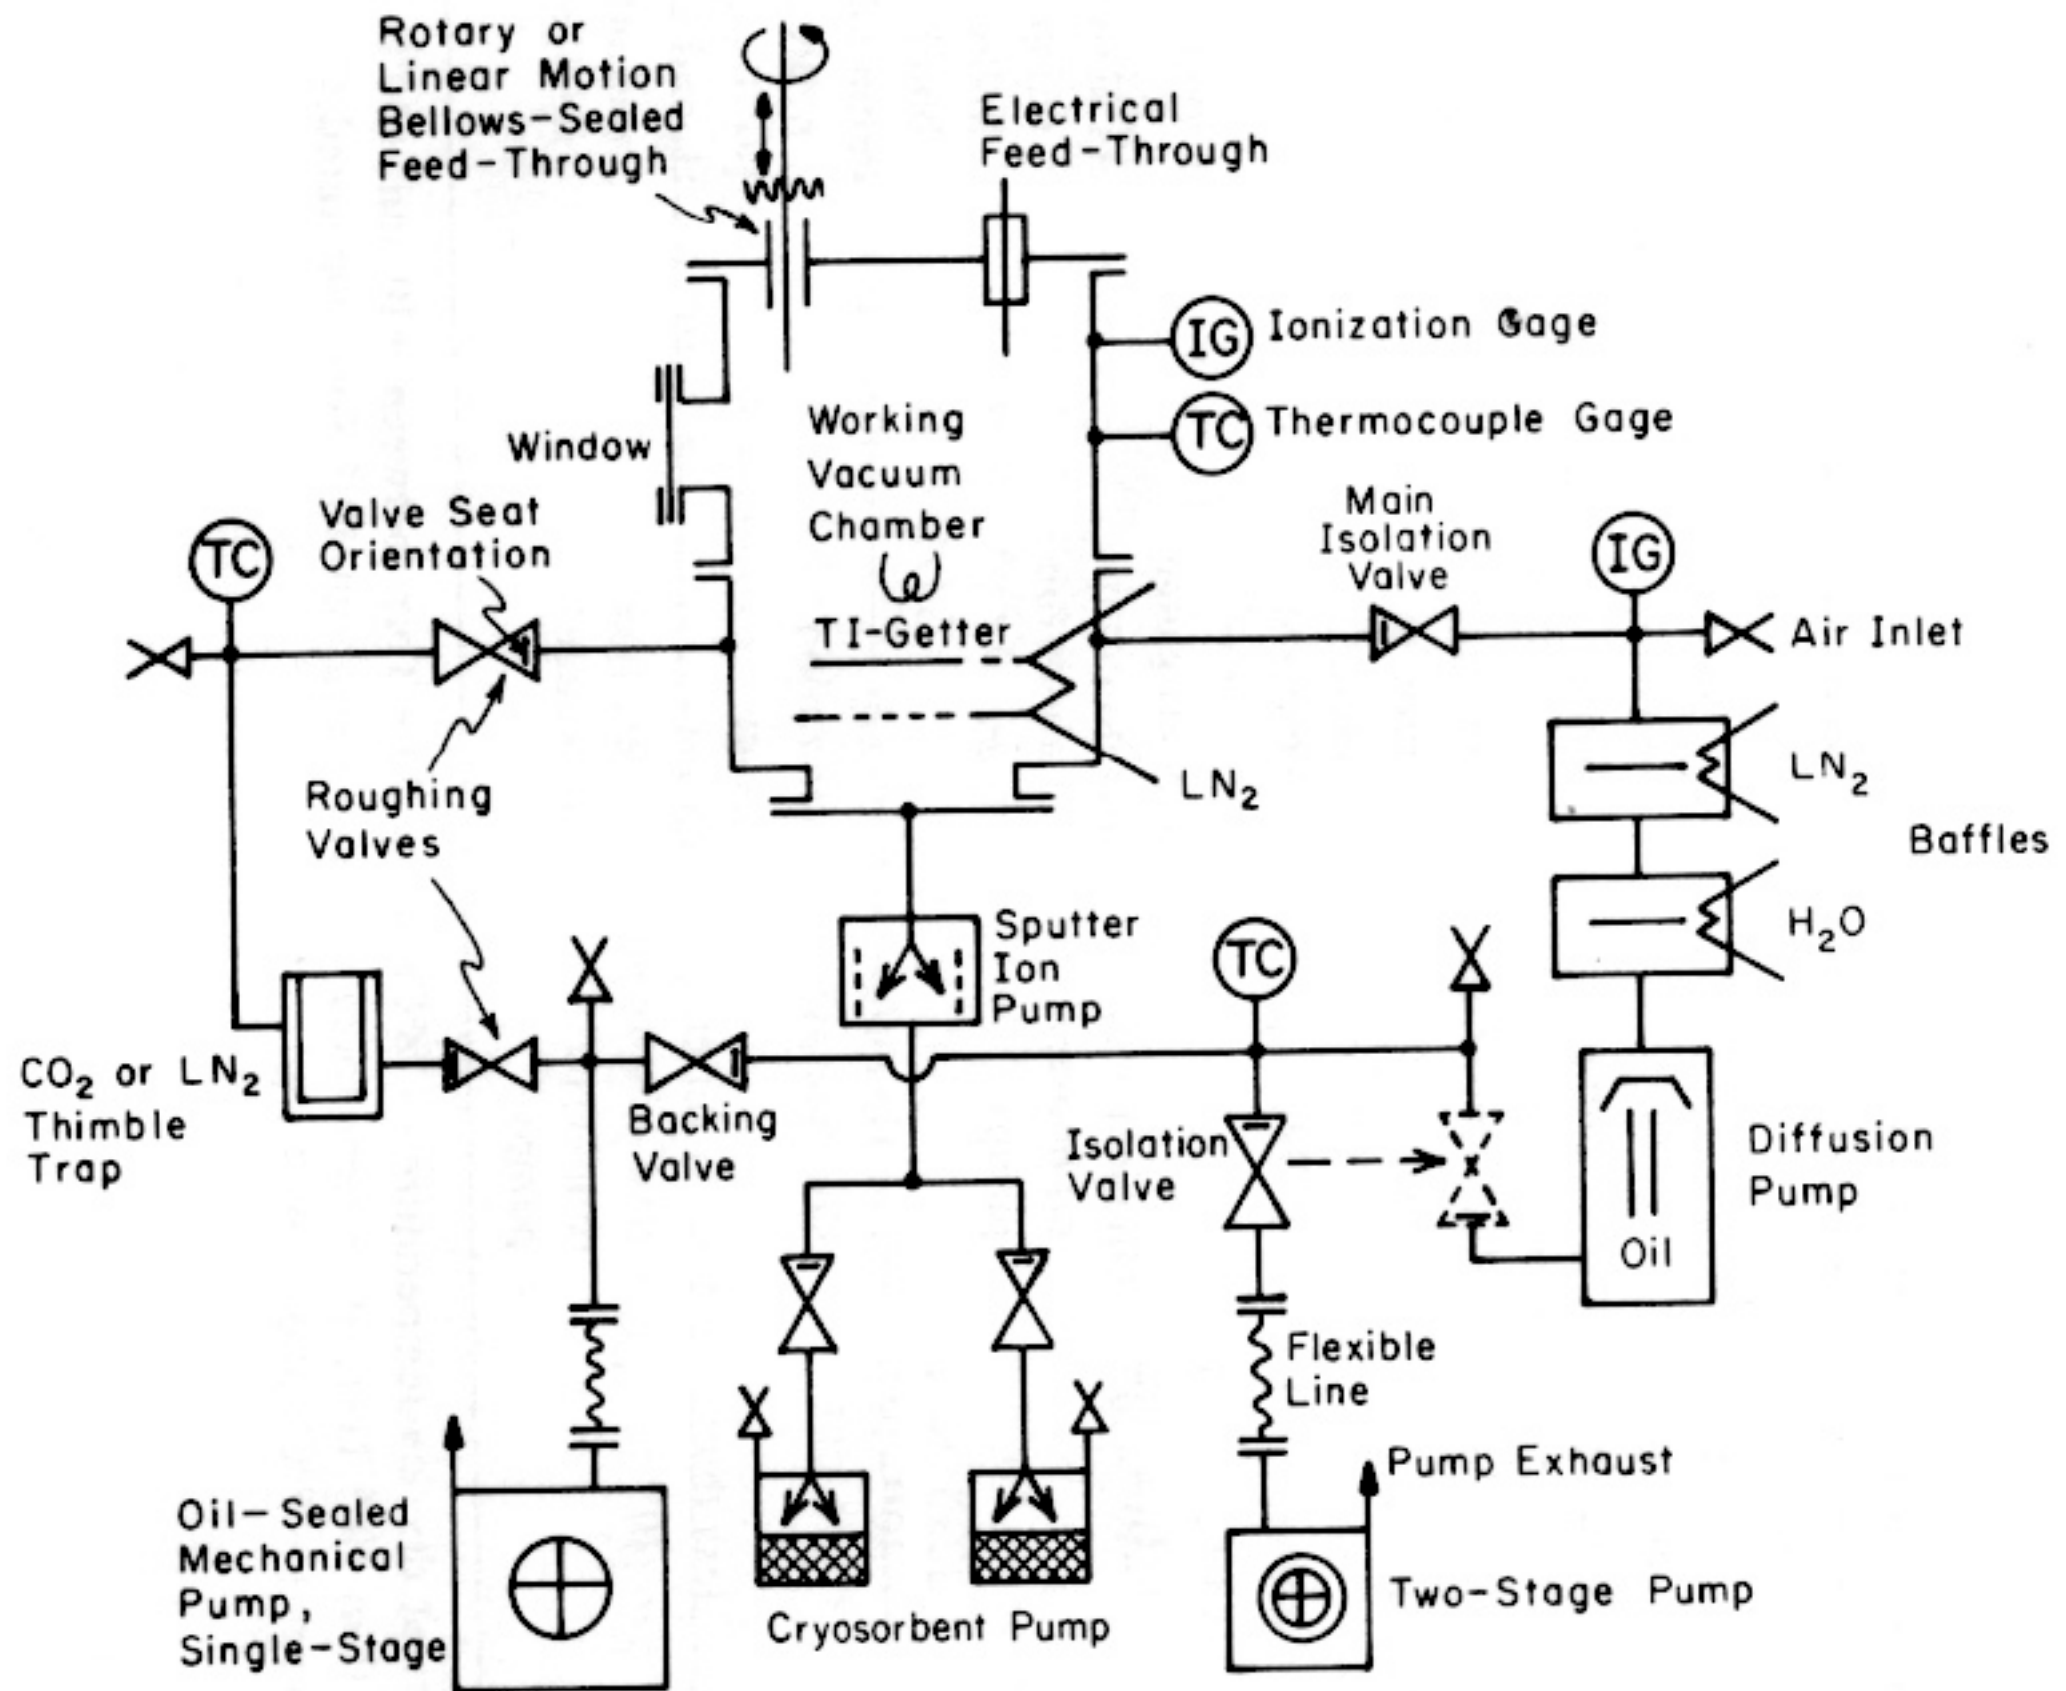 Rotary or
Linear Motion
Bellows-Sealed
Feed-Through
Electrical
Feed-Through
IG Ionization Gage
TC Thermocouple Gage
Window
Working
Vacuum
Chamber
TI-Getter
Valve Seat
Orientation
TC
Main
Isolation
Valve
IG
Air Inlet
LN₂
LN₂
Baffles
H₂O
Roughing
Valves
Sputter
Ion
Pump
TC
CO₂ or LN₂
Thimble
Trap
Backing
Valve
Isolation
Valve
Diffusion
Pump
Oil
Flexible
Line
Pump Exhaust
Oil-Sealed
Mechanical
Pump,
Single-Stage
Cryosorbent Pump
Two-Stage Pump